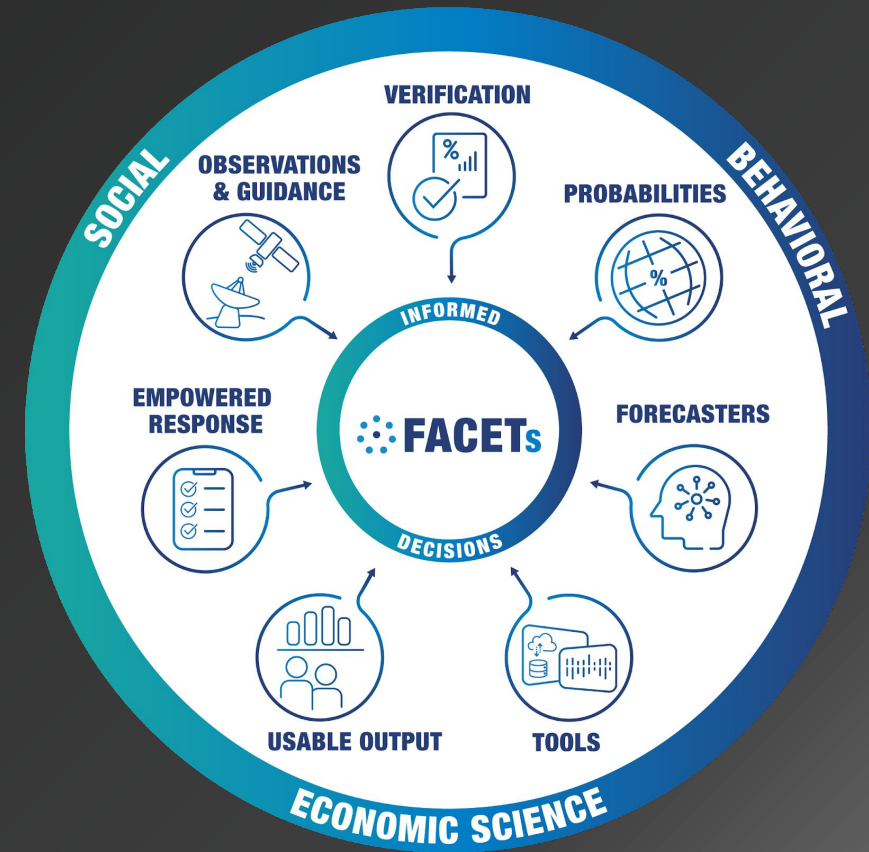 VERIFICATION
OBSERVATIONS
& GUIDANCE
PROBABILITIES
SOCIAL
BEHAVIORAL
%
%
INFORMED
FACETs
DECISIONS
EMPOWERED
RESPONSE
FORECASTERS
USABLE OUTPUT
TOOLS
ECONOMIC SCIENCE